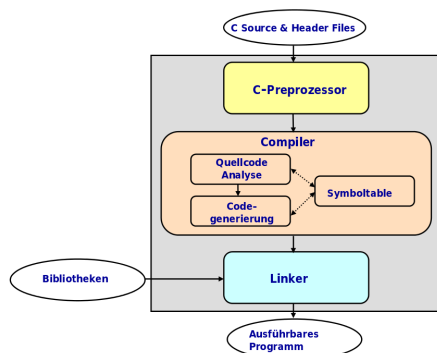 C Source & Header Files
C-Preprozessor
Compiler
Quellcode
Analyse
Symboltable
Code-
generierung
Bibliotheken
Linker
Ausführbares
Programm